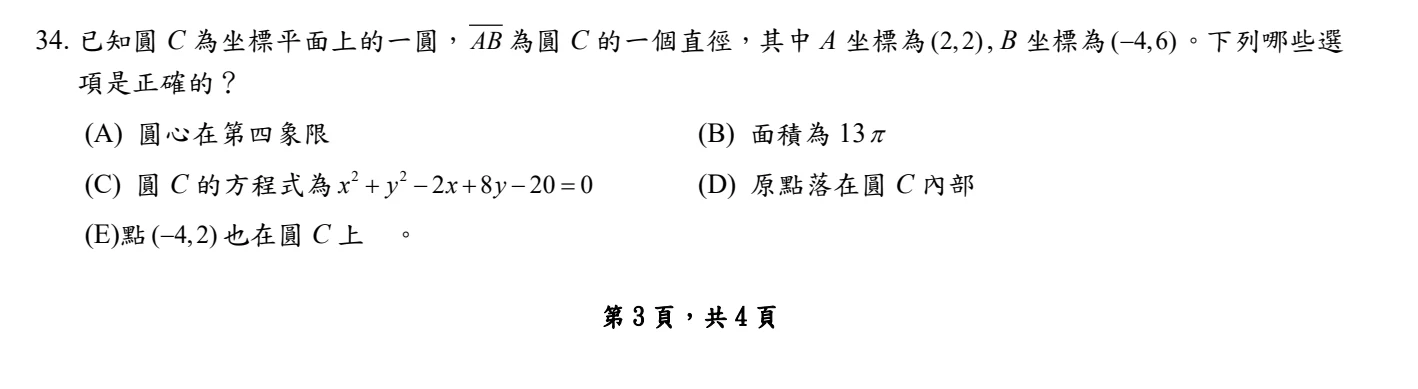 34. 已知圓 C 為坐標平面上的一圓，$\overline{AB}$ 為圓 C 的一個直徑，其中 A 坐標為 (2,2), B 坐標為 (−4,6)。下列哪些選
項是正確的？
(A) 圓心在第四象限 (B) 面積為 13π
(C) 圓 C 的方程式為 x² + y² − 2x + 8y − 20 = 0 (D) 原點落在圓 C 內部
(E)點 (−4,2) 也在圓 C 上 。
第 3 頁，共 4 頁